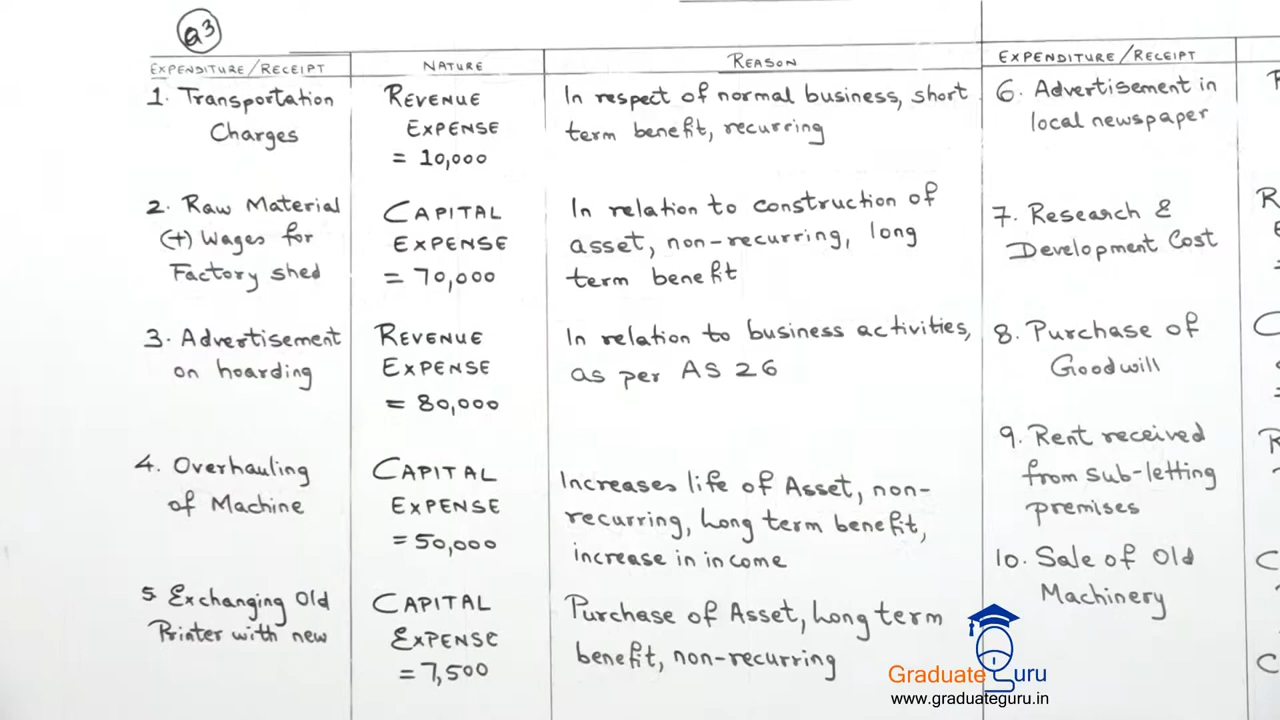 Q3
EXPENDITURE/RECEIPT
NATURE
REASON
1. Transportation
Charges
REVENUE
EXPENSE
= 10,000
In respect of normal business, short
term benefit, recurring
2. Raw Material
(+) Wages for
Factory shed
CAPITAL
EXPENSE
= 70,000
In relation to construction of
asset, non-recurring, long
term benefit
3. Advertisement
on hoarding
REVENUE
EXPENSE
= 80,000
In relation to business activities,
as per AS 26
4. Overhauling
of Machine
CAPITAL
EXPENSE
= 50,000
Increases life of Asset, non-
recurring, long term benefit,
increase in income
5. Exchanging Old
Printer with new
CAPITAL
EXPENSE
= 7,500
Purchase of Asset, long term
benefit, non-recurring
EXPENDITURE/RECEIPT
6. Advertisement in
local newspaper
7. Research &
Development Cost
8. Purchase of
Goodwill
9. Rent received
from sub-letting
premises
10. Sale of Old
Machinery
Graduate Guru
www.graduateguru.in